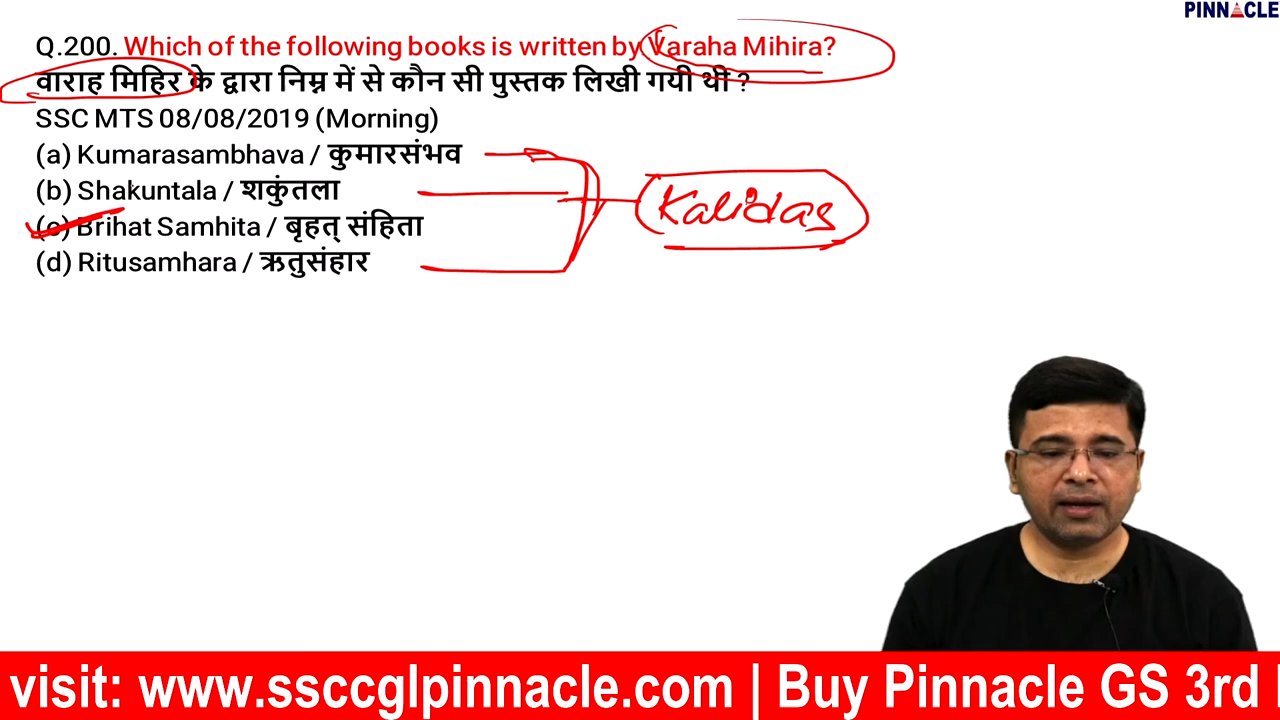 PINNACLE
Q.200. Which of the following books is written by Varaha Mihira?
वाराह मिहिर के द्वारा निम्न में से कौन सी पुस्तक लिखी गयी थी ?
SSC MTS 08/08/2019 (Morning)
(a) Kumarasambhava / कुमारसंभव
(b) Shakuntala / शकुंतला
Kalidas
(c) Brihat Samhita / बृहत् संहिता
(d) Ritusamhara / ऋतुसंहार
visit: www.ssccglpinnacle.com | Buy Pinnacle GS 3rd